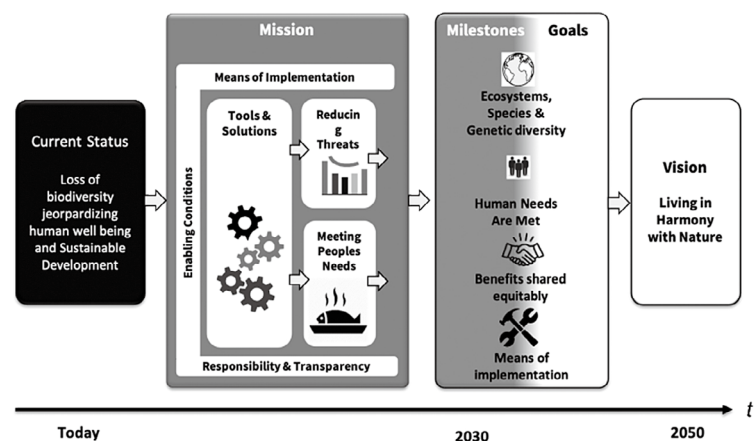 Current Status
Loss of
biodiversity
jeorpardizing
human well being
and Sustainable
Development
Mission
Means of Implementation
Enabling Conditions
Tools &
Solutions
Reducin
g
Threats
Meeting
Peoples
Needs
Responsibility & Transparency
Milestones Goals
Ecosystems,
Species &
Genetic diversity
Human Needs
Are Met
Benefits shared
equitably
Means of
implementation
Vision
Living in
Harmony
with Nature
t
Today
2030
2050